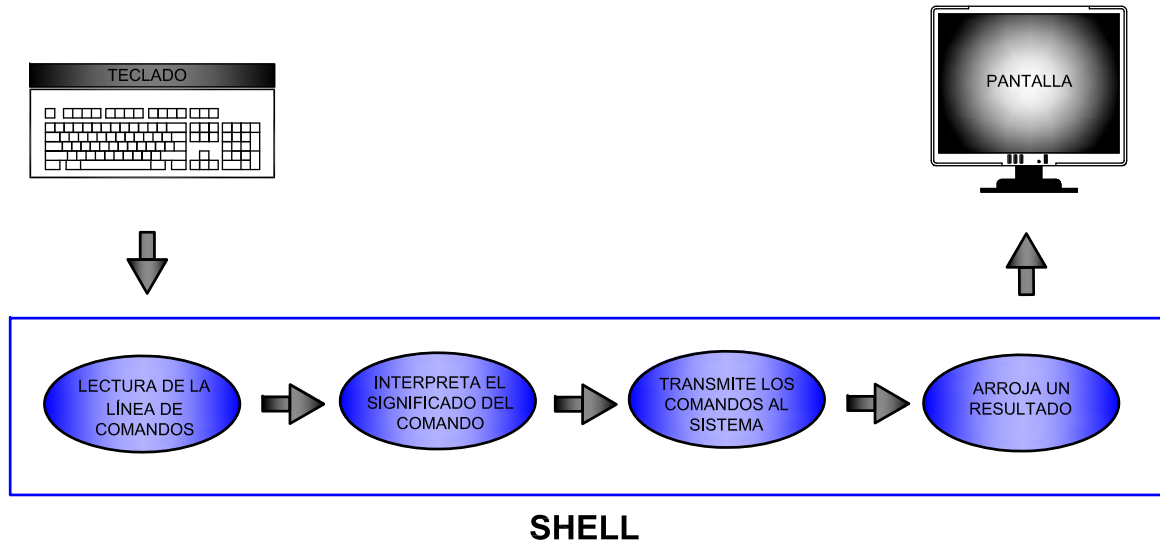 TECLADO
PANTALLA
LECTURA DE LA
LÍNEA DE
COMANDOS
INTERPRETA EL
SIGNIFICADO DEL
COMANDO
TRANSMITE LOS
COMANDOS AL
SISTEMA
ARROJA UN
RESULTADO
SHELL